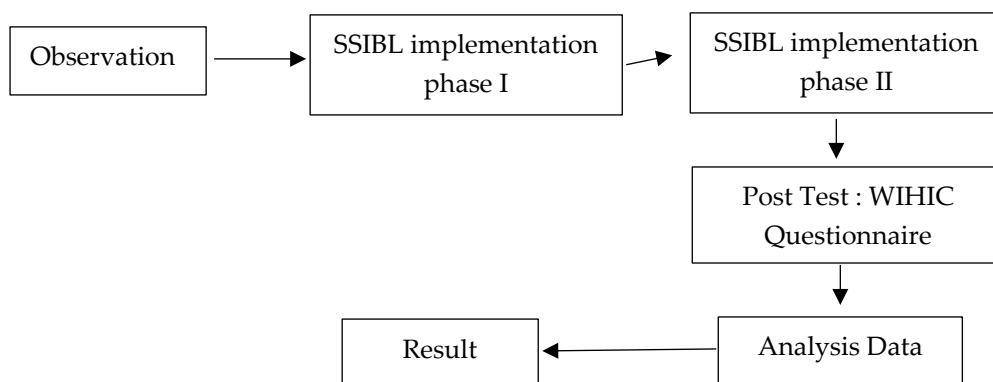 Observation
SSIBL implementation
phase I
SSIBL implementation
phase II
Post Test : WIHIC
Questionnaire
Analysis Data
Result